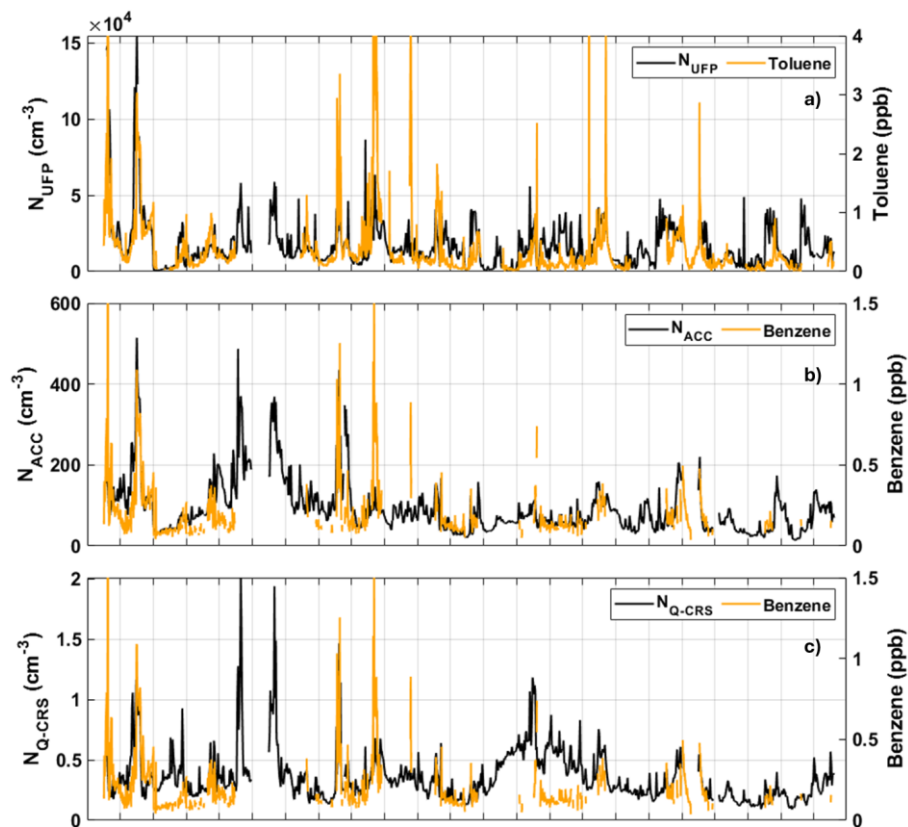 ×10⁴
15
10
5
0
N_UFP (cm⁻³)
N_UFP Toluene
a)
4
3
2
1
0
Toluene (ppb)
600
400
200
0
N_ACC (cm⁻³)
N_ACC Benzene
b)
1.5
1
0.5
0
Benzene (ppb)
2
1.5
1
0.5
0
N_Q-CRS (cm⁻³)
N_Q-CRS Benzene
c)
1.5
1
0.5
0
Benzene (ppb)